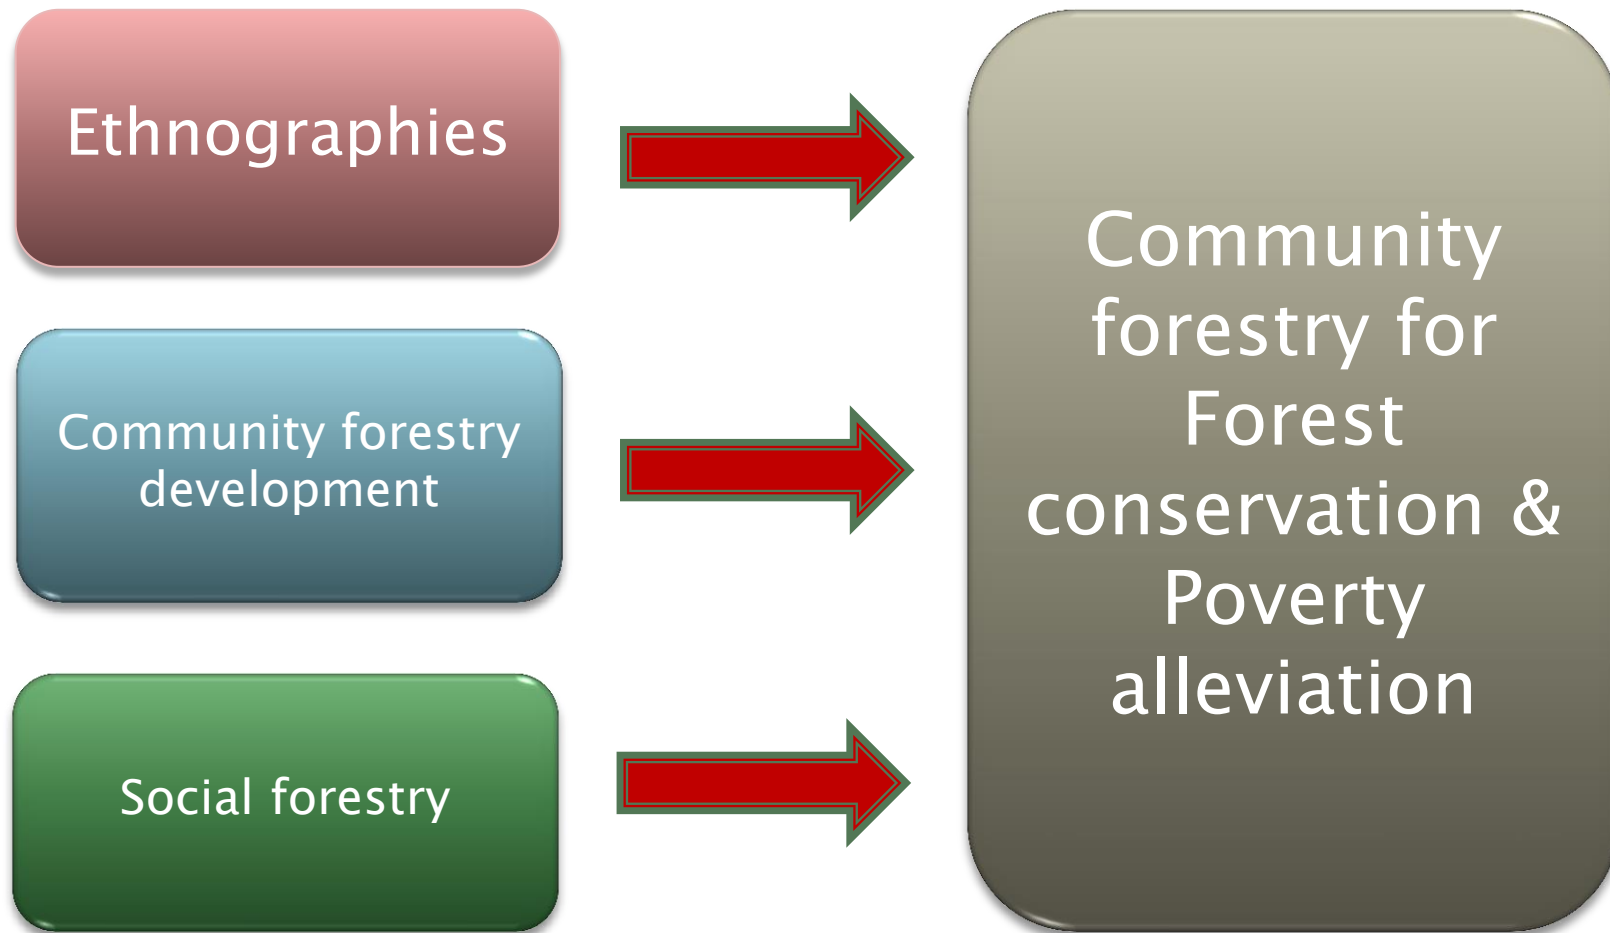 Ethnographies
Community forestry
development
Social forestry
Community
forestry for
Forest
conservation &
Poverty
alleviation